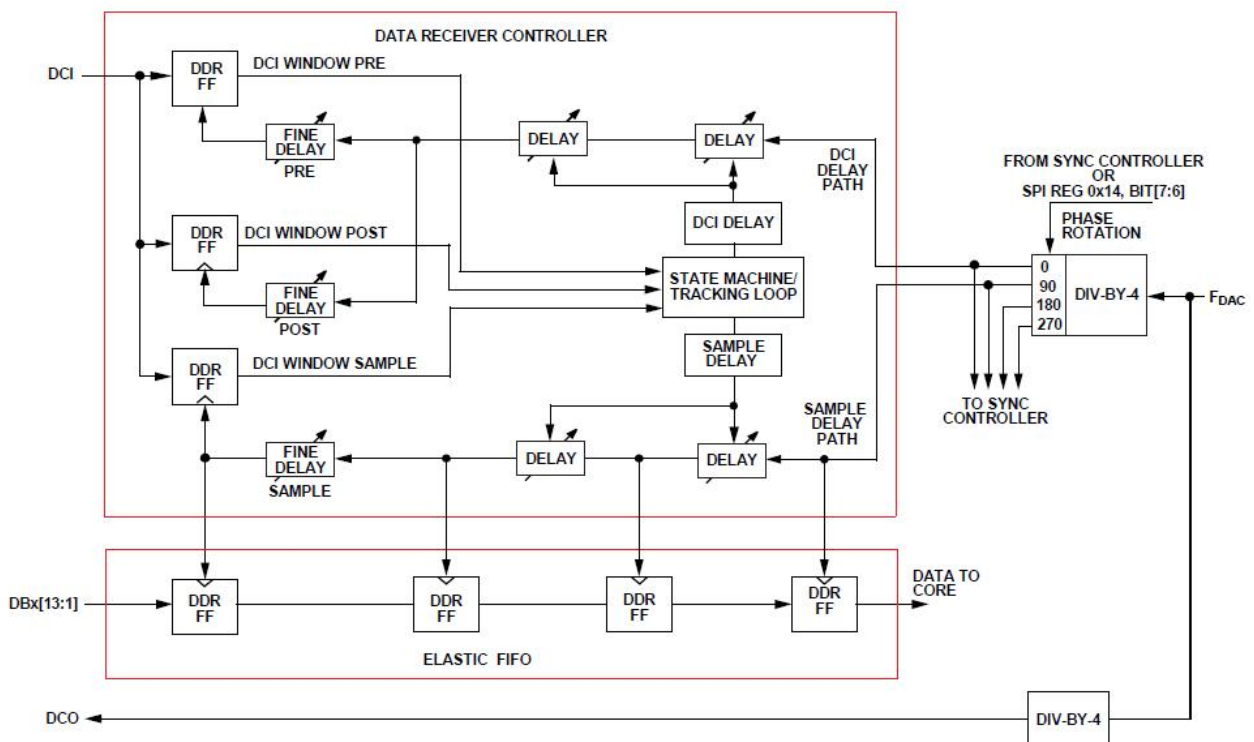 DATA RECEIVER CONTROLLER
DCI
DDR
FF
DCI WINDOW PRE
FINE
DELAY
PRE
DELAY
DELAY
DCI
DELAY
PATH
FROM SYNC CONTROLLER
OR
SPI REG 0x14, BIT[7:6]
PHASE
ROTATION
DDR
FF
DCI WINDOW POST
FINE
DELAY
POST
DCI DELAY
STATE MACHINE/
TRACKING LOOP
0
90
180
270
DIV-BY-4
FDAC
DDR
FF
DCI WINDOW SAMPLE
SAMPLE
DELAY
TO SYNC
CONTROLLER
FINE
DELAY
SAMPLE
DELAY
DELAY
SAMPLE
DELAY
PATH
DBx[13:1]
DDR
FF
DDR
FF
DDR
FF
DDR
FF
DATA TO
CORE
ELASTIC FIFO
DCO
DIV-BY-4